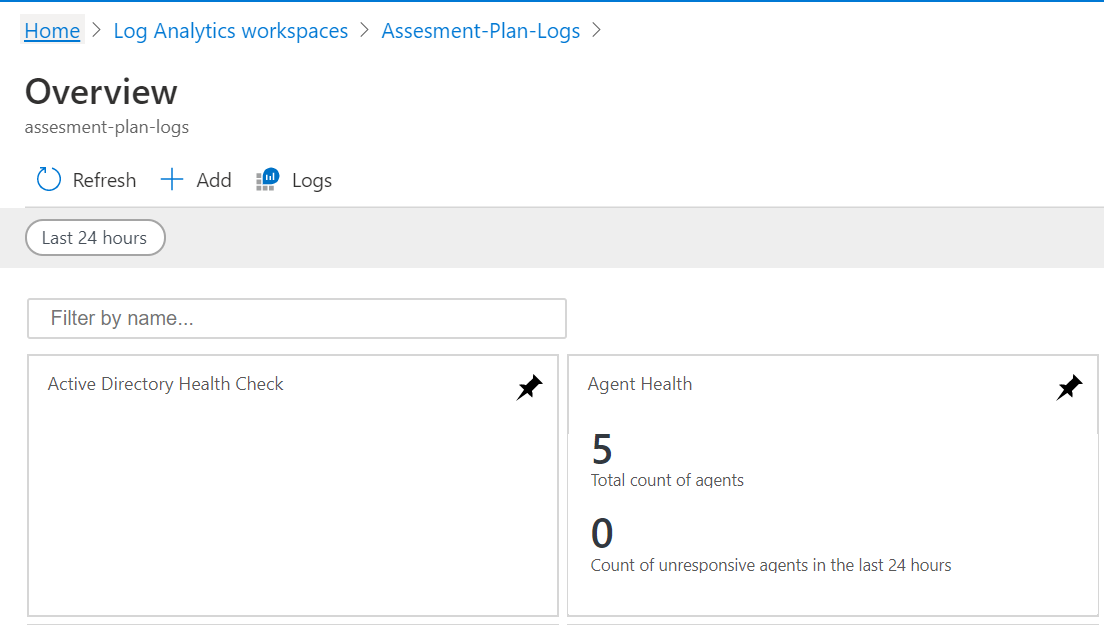 Home > Log Analytics workspaces > Assesment-Plan-Logs >
Overview
assesment-plan-logs
Refresh Add Logs
Last 24 hours
Filter by name...
Active Directory Health Check
Agent Health
5
Total count of agents
0
Count of unresponsive agents in the last 24 hours